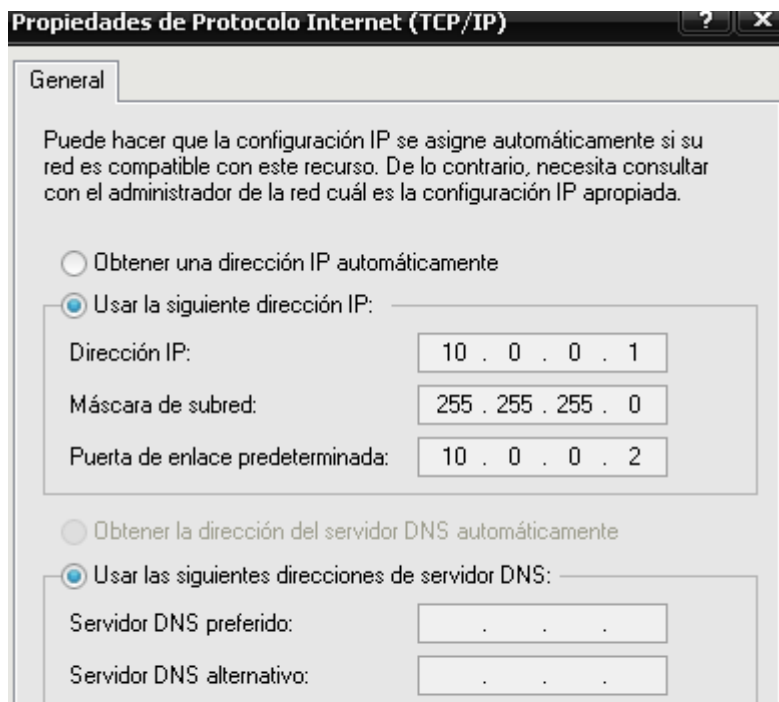 Propiedades de Protocolo Internet (TCP/IP) ? X
General
Puede hacer que la configuración IP se asigne automáticamente si su
red es compatible con este recurso. De lo contrario, necesita consultar
con el administrador de la red cuál es la configuración IP apropiada.
Obtener una dirección IP automáticamente
Usar la siguiente dirección IP:
Dirección IP: 10 . 0 . 0 . 1
Máscara de subred: 255 . 255 . 255 . 0
Puerta de enlace predeterminada: 10 . 0 . 0 . 2
Obtener la dirección del servidor DNS automáticamente
Usar las siguientes direcciones de servidor DNS:
Servidor DNS preferido: . . .
Servidor DNS alternativo: . . .